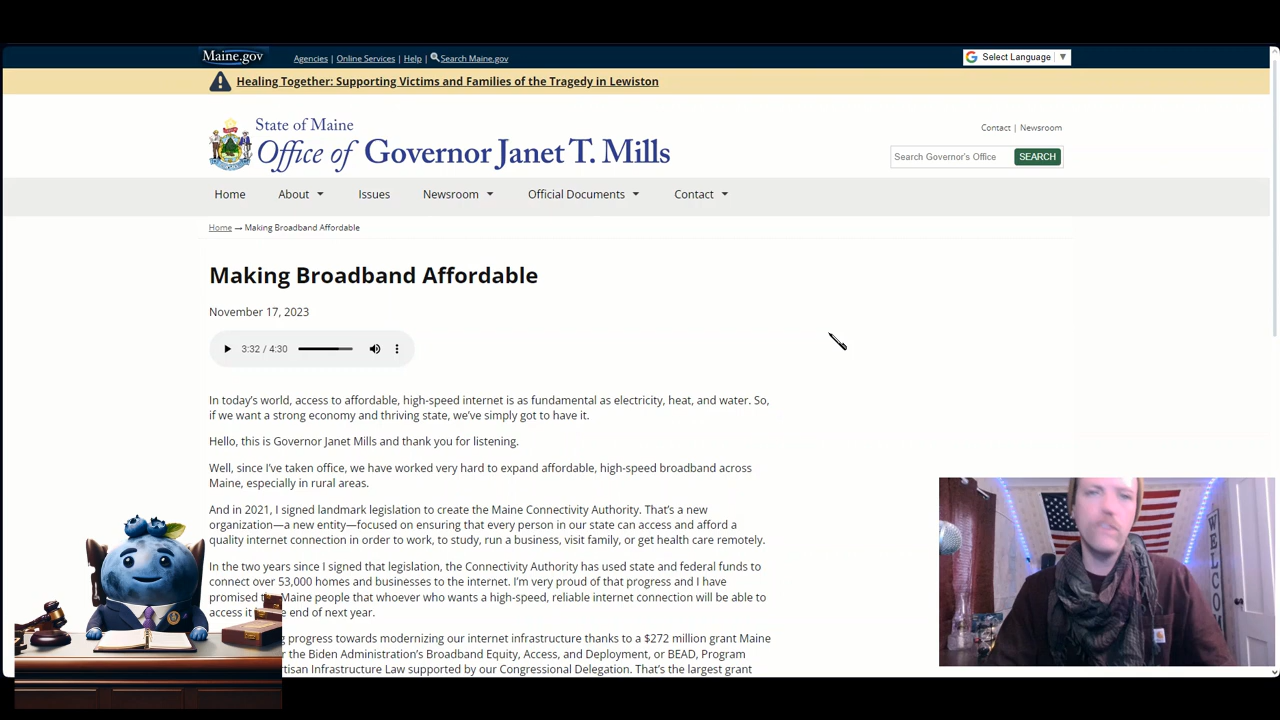 Maine.gov
Agencies | Online Services | Help | Search Maine.gov
Select Language ▼
Healing Together: Supporting Victims and Families of the Tragedy in Lewiston
State of Maine
Office of Governor Janet T. Mills
Contact | Newsroom
Search Governor's Office SEARCH
Home About Issues Newsroom Official Documents Contact
Home → Making Broadband Affordable
Making Broadband Affordable
November 17, 2023
3:32 / 4:30
In today's world, access to affordable, high-speed internet is as fundamental as electricity, heat, and water. So,
if we want a strong economy and thriving state, we've simply got to have it.
Hello, this is Governor Janet Mills and thank you for listening.
Well, since I've taken office, we have worked very hard to expand affordable, high-speed broadband across
Maine, especially in rural areas.
And in 2021, I signed landmark legislation to create the Maine Connectivity Authority. That's a new
organization—a new entity—focused on ensuring that every person in our state can access and afford a
quality internet connection in order to work, to study, run a business, visit family, or get health care remotely.
In the two years since I signed that legislation, the Connectivity Authority has used state and federal funds to
connect over 53,000 homes and businesses to the internet. I'm very proud of that progress and I have
promised Maine people that whoever who wants a high-speed, reliable internet connection will be able to
access it end of next year.
progress towards modernizing our internet infrastructure thanks to a $272 million grant Maine
the Biden Administration's Broadband Equity, Access, and Deployment, or BEAD, Program
Infrastructure Law supported by our Congressional Delegation. That's the largest grant
WELCOM